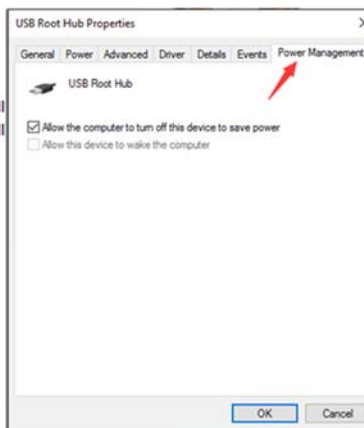 USB Root Hub Properties
General Power Advanced Driver Details Events Power Management
USB Root Hub
Allow the computer to turn off this device to save power
Allow this device to wake the computer
OK Cancel